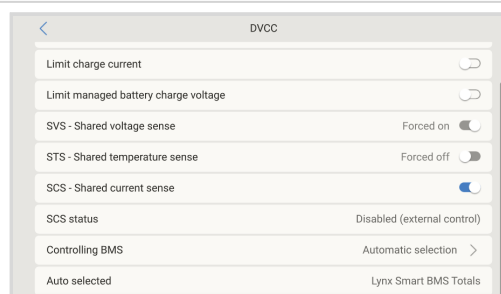 DVCC
Limit charge current
Limit managed battery charge voltage
SVS - Shared voltage sense Forced on
STS - Shared temperature sense Forced off
SCS - Shared current sense
SCS status Disabled (external control)
Controlling BMS Automatic selection
Auto selected Lynx Smart BMS Totals